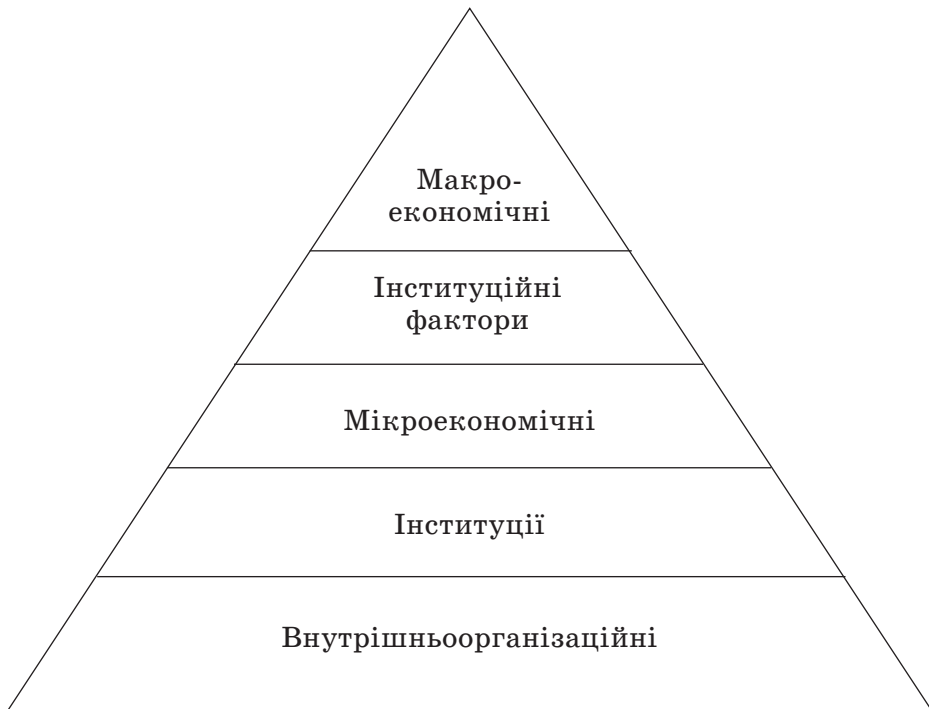 Макро-
економічні
Інституційні
фактори
Мікроекономічні
Інституції
Внутрішньоорганізаційні